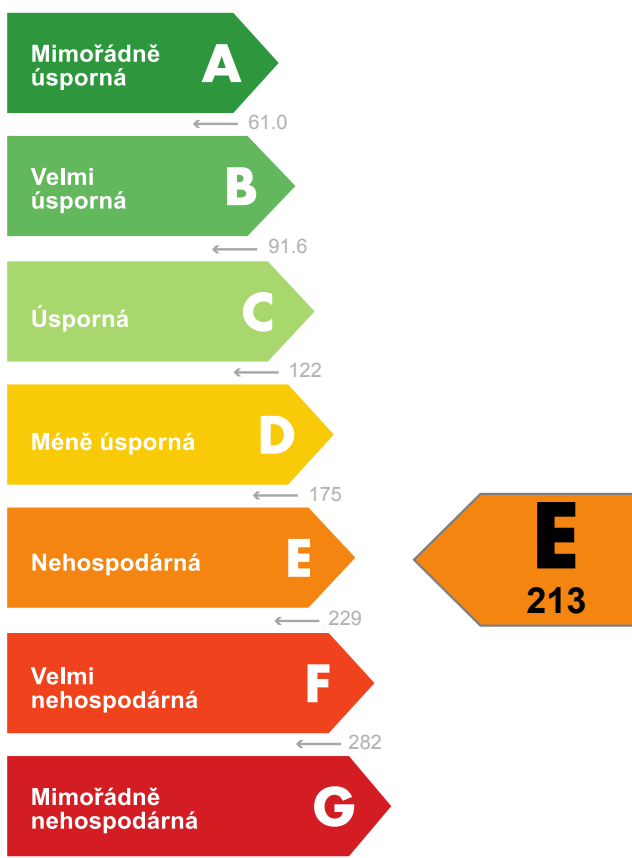 Mimořádně
úsporná
A
← 61.0
Velmi
úsporná
B
← 91.6
Úsporná
C
← 122
Méně úsporná
D
← 175
Nehospodárná
E
← 229
E
213
Velmi
nehospodárná
F
← 282
Mimořádně
nehospodárná
G